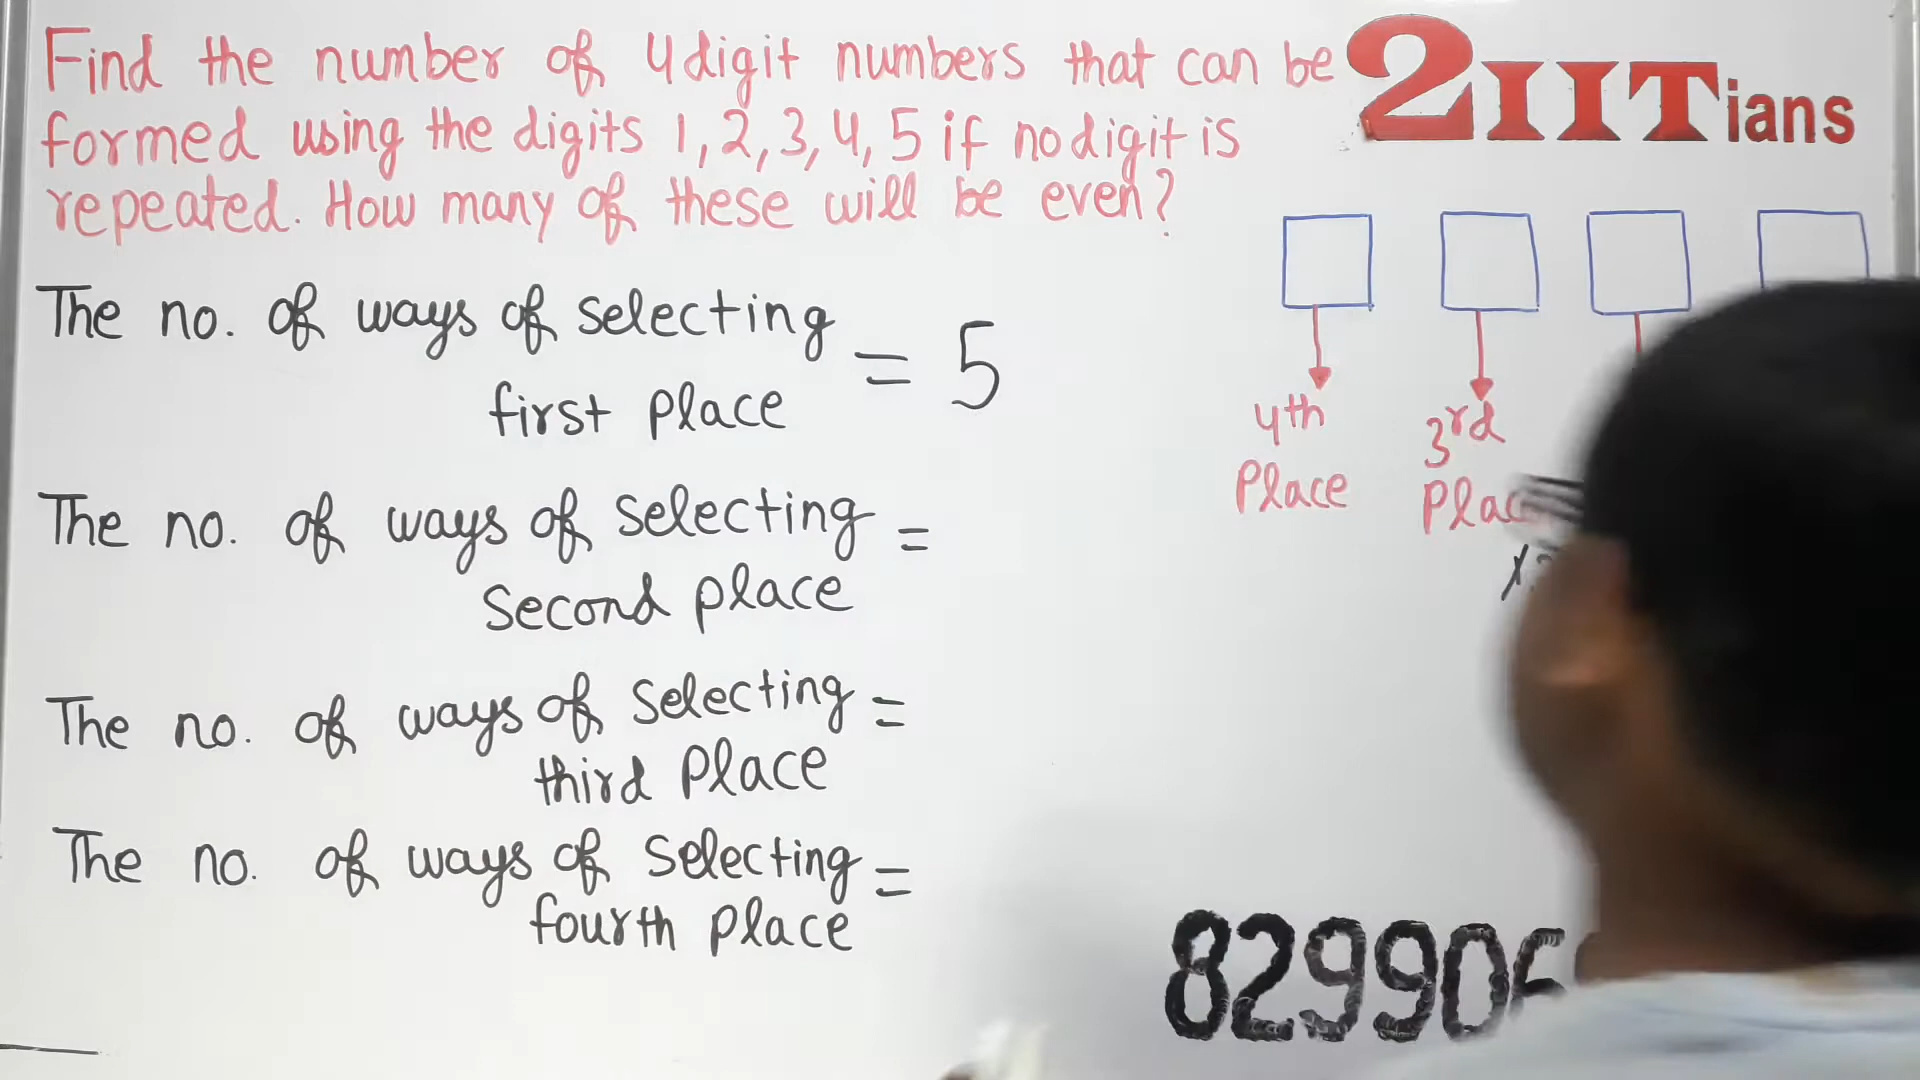 Find the number of 4 digit numbers that can be
formed using the digits 1, 2, 3, 4, 5 if no digit is
repeated. How many of these will be even?
2IITians
The no. of ways of selecting
first place = 5
The no. of ways of selecting =
Second place
The no. of ways of selecting =
third place
The no. of ways of selecting =
fourth place
4th
Place
3rd
829906